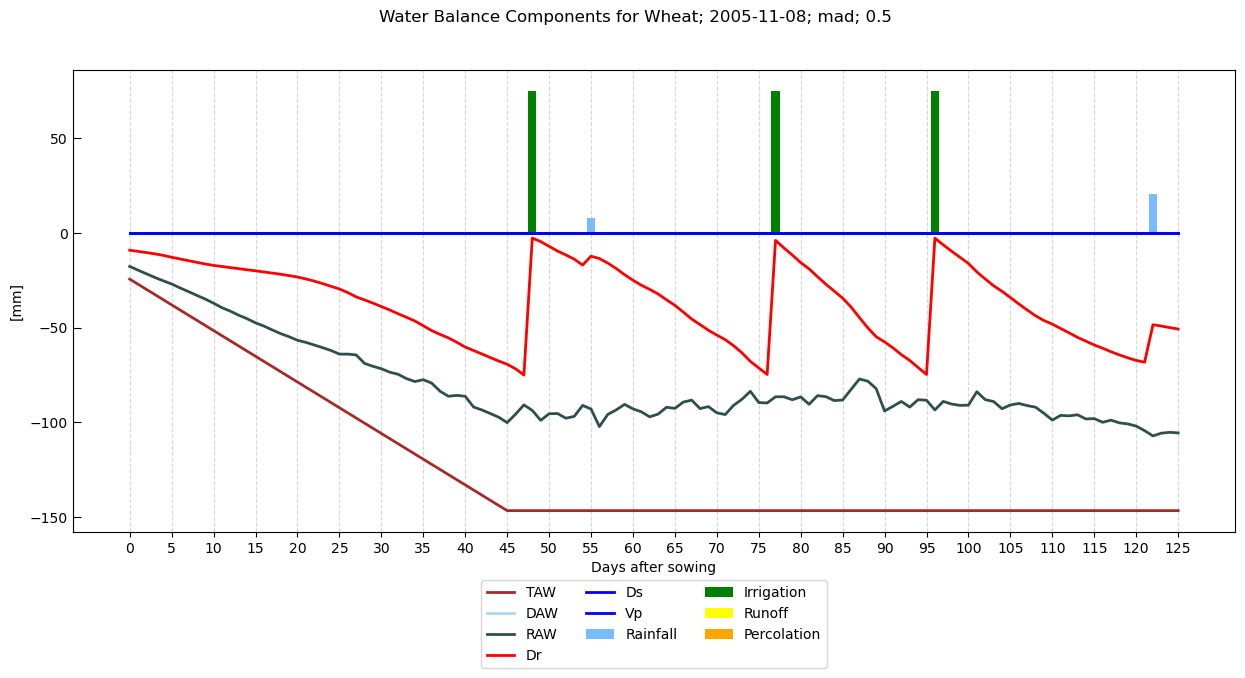 Water Balance Components for Wheat; 2005-11-08; mad; 0.5
50
0
−50
−100
−150
[mm]
0 5 10 15 20 25 30 35 40 45 50 55 60 65 70 75 80 85 90 95 100 105 110 115 120 125
Days after sowing
TAW Ds Irrigation
DAW Vp Runoff
RAW Rainfall Percolation
Dr